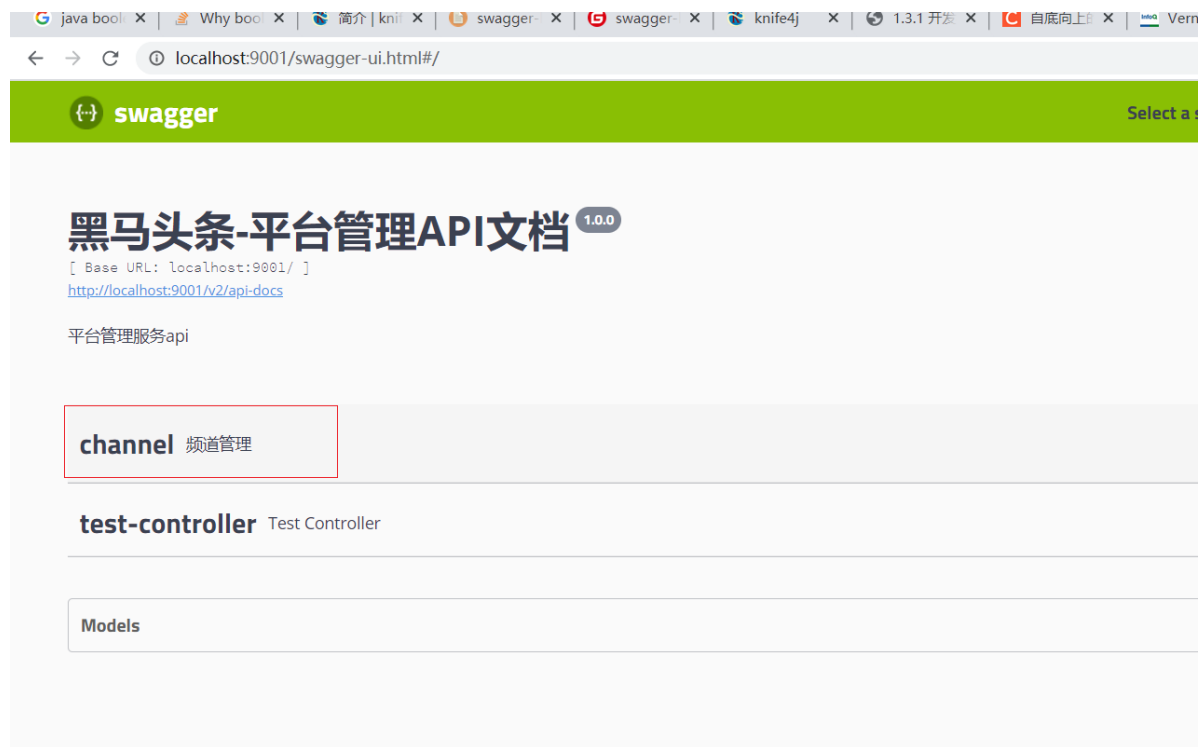 java bool Why boo 简介 | knif swagger- swagger- knife4j 1.3.1 开发 自底向上的 Vern
localhost:9001/swagger-ui.html#/
swagger Select a s
黑马头条-平台管理API文档 1.0.0
[ Base URL: localhost:9001/ ]
http://localhost:9001/v2/api-docs
平台管理服务api
channel 频道管理
test-controller Test Controller
Models